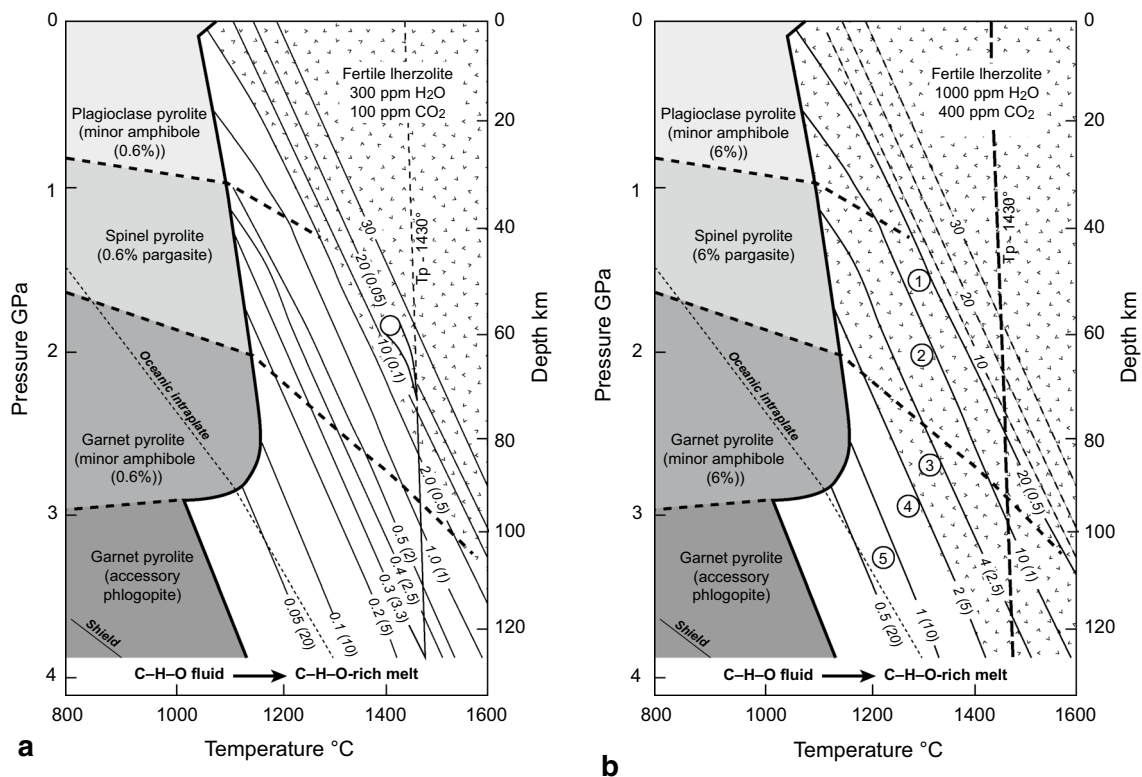 0
1
2
3
4
Pressure GPa
800
1000
1200
1400
1600
Temperature °C
0
20
40
60
80
100
120
Depth km
Fertile lherzolite
300 ppm H₂O
100 ppm CO₂
Plagioclase pyrolite
(minor amphibole
(0.6%))
Spinel pyrolite
(0.6% pargasite)
Garnet pyrolite
(minor amphibole
(0.6%))
Garnet pyrolite
(accessory
phlogopite)
Oceanic intraplate
Shield
Tp ~ 1430°
30
20 (0.05)
10 (0.1)
2.0 (0.5)
1.0 (1)
0.5 (2)
0.4 (2.5)
0.3 (3.3)
0.2 (5)
0.1 (10)
0.05 (20)
C–H–O fluid → C–H–O-rich melt
a
0
1
2
3
4
Pressure GPa
800
1000
1200
1400
1600
Temperature °C
0
20
40
60
80
100
120
Depth km
Fertile lherzolite
1000 ppm H₂O
400 ppm CO₂
Plagioclase pyrolite
(minor amphibole
(6%))
Spinel pyrolite
(6% pargasite)
Garnet pyrolite
(minor amphibole
(6%))
Garnet pyrolite
(accessory
phlogopite)
Oceanic intraplate
Shield
Tp ~ 1430°
1
2
3
4
5
30
20
10
20 (0.5)
10 (1)
4 (2.5)
2 (5)
1 (10)
0.5 (20)
C–H–O fluid → C–H–O-rich melt
b